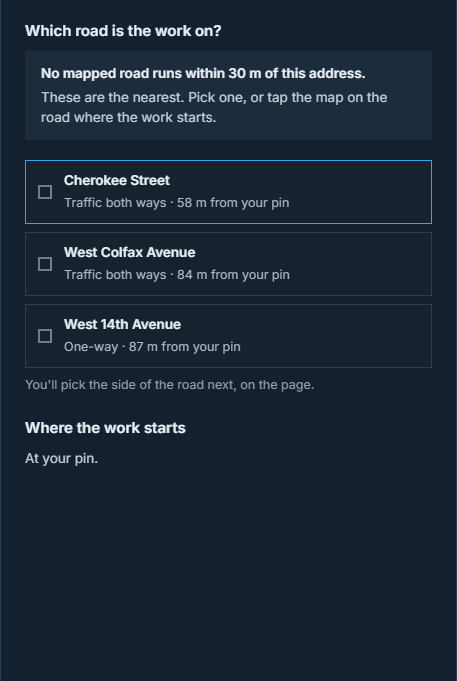 Which road is the work on?
No mapped road runs within 30 m of this address.
These are the nearest. Pick one, or tap the map on the
road where the work starts.
Cherokee Street
Traffic both ways · 58 m from your pin
West Colfax Avenue
Traffic both ways · 84 m from your pin
West 14th Avenue
One-way · 87 m from your pin
You'll pick the side of the road next, on the page.
Where the work starts
At your pin.